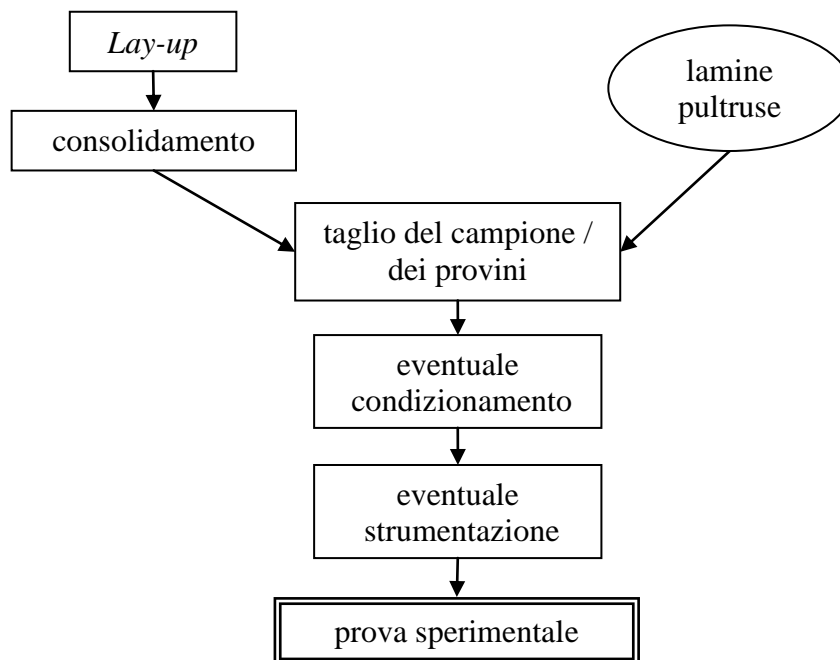 Lay-up
consolidamento
lamine
pultruse
taglio del campione /
dei provini
eventuale
condizionamento
eventuale
strumentazione
prova sperimentale